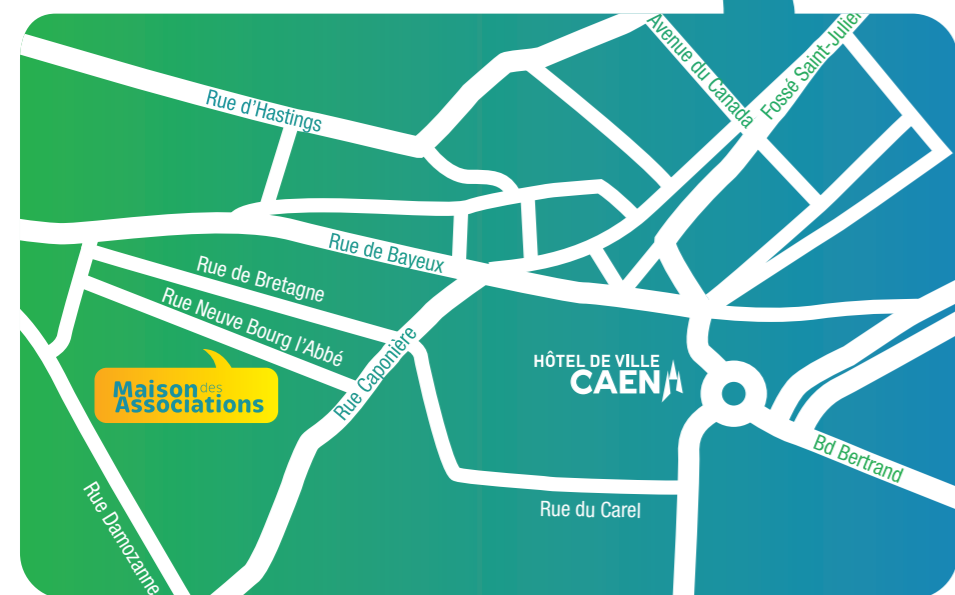 Avenue du Canada
Fossé Saint-Julien
Rue d'Hastings
Rue de Bayeux
Rue de Bretagne
Rue Neuve Bourg l'Abbé
Rue Caponière
HÔTEL DE VILLE
CAEN
Maison des
Associations
Bd Bertrand
Rue Damozanne
Rue du Carel